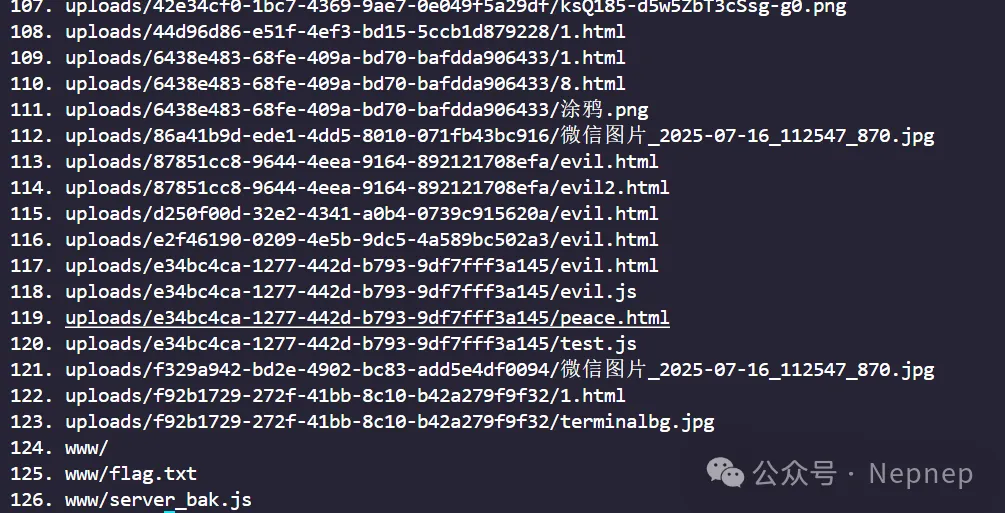 107. uploads/42e34cf0-1bc7-4369-9ae7-0e049f5a29df/ksQ185-d5w5ZbT3cSsg-g0.png
108. uploads/44d96d86-e51f-4ef3-bd15-5ccb1d879228/1.html
109. uploads/6438e483-68fe-409a-bd70-bafdda906433/1.html
110. uploads/6438e483-68fe-409a-bd70-bafdda906433/8.html
111. uploads/6438e483-68fe-409a-bd70-bafdda906433/涂鸦.png
112. uploads/86a41b9d-ede1-4dd5-8010-071fb43bc916/微信图片_2025-07-16_112547_870.jpg
113. uploads/87851cc8-9644-4eea-9164-892121708efa/evil.html
114. uploads/87851cc8-9644-4eea-9164-892121708efa/evil2.html
115. uploads/d250f00d-32e2-4341-a0b4-0739c915620a/evil.html
116. uploads/e2f46190-0209-4e5b-9dc5-4a589bc502a3/evil.html
117. uploads/e34bc4ca-1277-442d-b793-9df7fff3a145/evil.html
118. uploads/e34bc4ca-1277-442d-b793-9df7fff3a145/evil.js
119. uploads/e34bc4ca-1277-442d-b793-9df7fff3a145/peace.html
120. uploads/e34bc4ca-1277-442d-b793-9df7fff3a145/test.js
121. uploads/f329a942-bd2e-4902-bc83-add5e4df0094/微信图片_2025-07-16_112547_870.jpg
122. uploads/f92b1729-272f-41bb-8c10-b42a279f9f32/1.html
123. uploads/f92b1729-272f-41bb-8c10-b42a279f9f32/terminalbg.jpg
124. www/
125. www/flag.txt
126. www/server_bak.js
公众号 · Nepnep